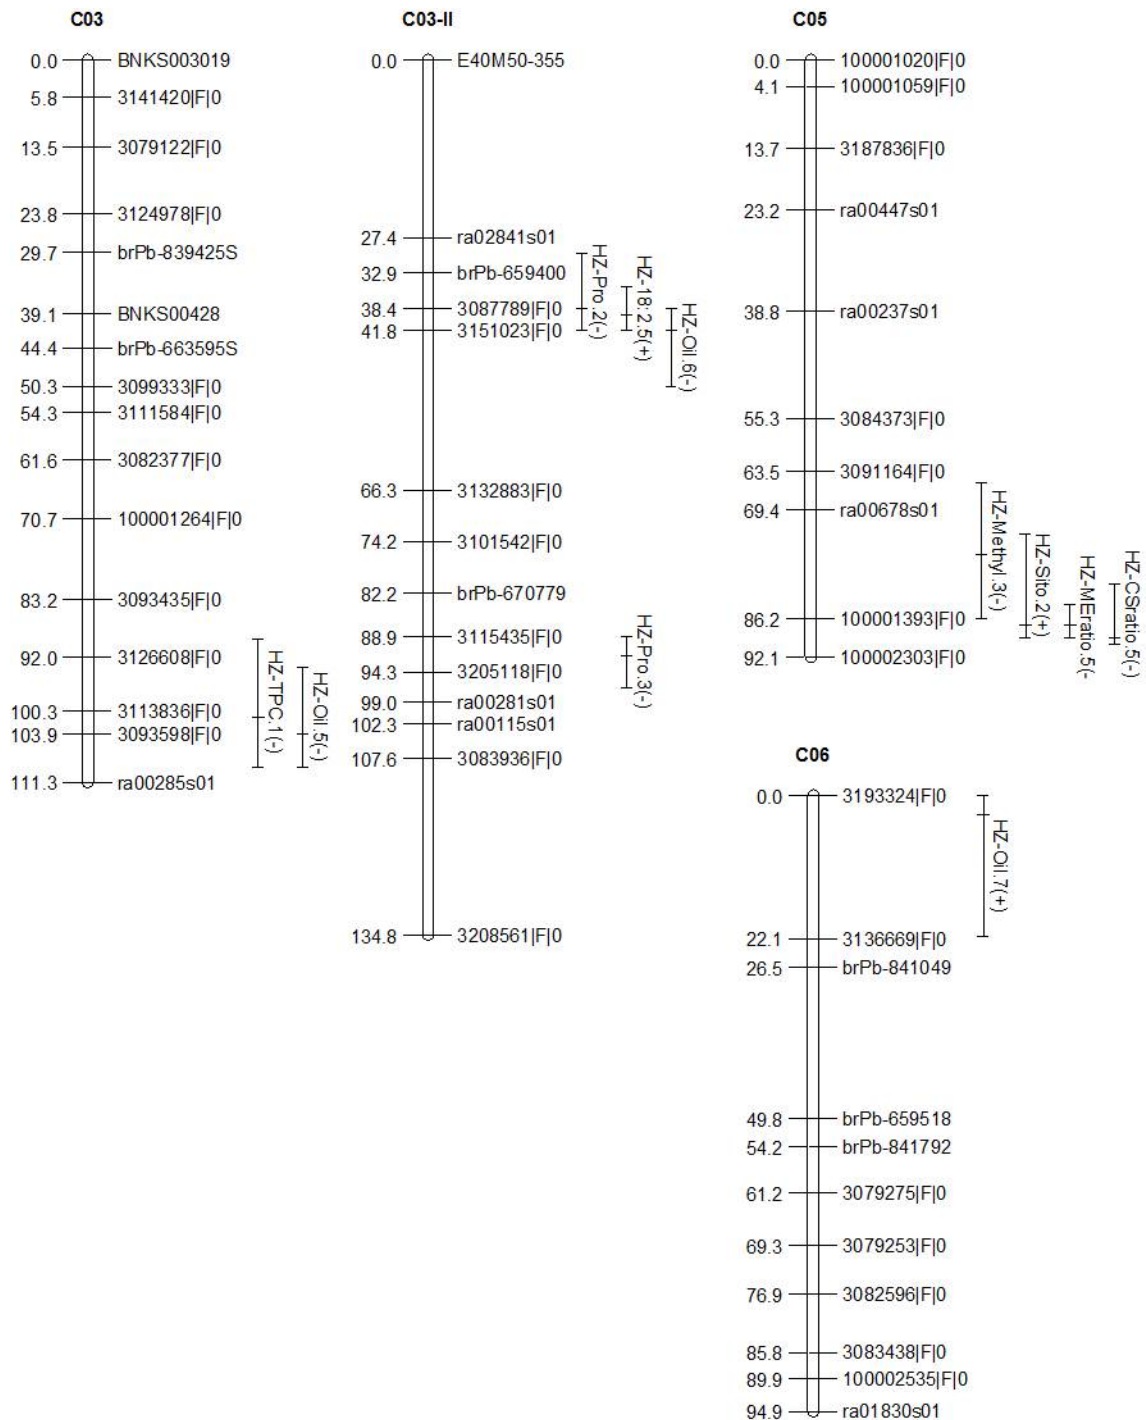 C03
0.0 BNKS003019
5.8 3141420|F|0
13.5 3079122|F|0
23.8 3124978|F|0
29.7 brPb-839425S
39.1 BNKS00428
44.4 brPb-663595S
50.3 3099333|F|0
54.3 3111584|F|0
61.6 3082377|F|0
70.7 100001264|F|0
83.2 3093435|F|0
92.0 3126608|F|0
100.3 3113836|F|0
103.9 3093598|F|0
111.3 ra00285s01
HZ-TPC.1(-)
HZ-Oil.5(-)
C03-II
0.0 E40M50-355
27.4 ra02841s01
32.9 brPb-659400
38.4 3087789|F|0
41.8 3151023|F|0
66.3 3132883|F|0
74.2 3101542|F|0
82.2 brPb-670779
88.9 3115435|F|0
94.3 3205118|F|0
99.0 ra00281s01
102.3 ra00115s01
107.6 3083936|F|0
134.8 3208561|F|0
HZ-Pro.2(-)
HZ-18:2.5(+)
HZ-Oil.6(-)
HZ-Pro.3(-)
C05
0.0 100001020|F|0
4.1 100001059|F|0
13.7 3187836|F|0
23.2 ra00447s01
38.8 ra00237s01
55.3 3084373|F|0
63.5 3091164|F|0
69.4 ra00678s01
86.2 100001393|F|0
92.1 100002303|F|0
HZ-Methyl.3(-)
HZ-Sito.2(+)
HZ-MEratio.5(-
HZ-CSratio.5(-)
C06
0.0 3193324|F|0
22.1 3136669|F|0
26.5 brPb-841049
49.8 brPb-659518
54.2 brPb-841792
61.2 3079275|F|0
69.3 3079253|F|0
76.9 3082596|F|0
85.8 3083438|F|0
89.9 100002535|F|0
94.9 ra01830s01
HZ-Oil.7(+)